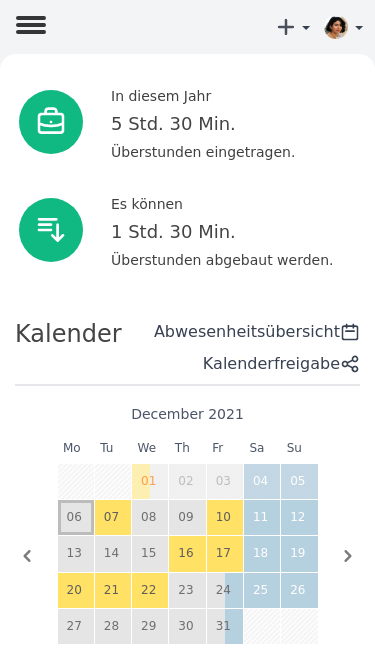 In diesem Jahr
5 Std. 30 Min.
Überstunden eingetragen.
Es können
1 Std. 30 Min.
Überstunden abgebaut werden.
Kalender
Abwesenheitsübersicht
Kalenderfreigabe
December 2021
Mo Tu We Th Fr Sa Su
01 02 03 04 05
06 07 08 09 10 11 12
13 14 15 16 17 18 19
20 21 22 23 24 25 26
27 28 29 30 31